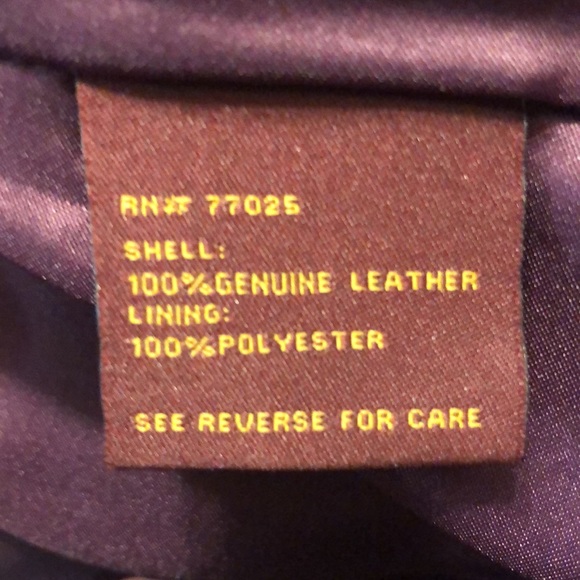 RN# 77025
SHELL:
100%GENUINE LEATHER
LINING:
100%POLYESTER
SEE REVERSE FOR CARE